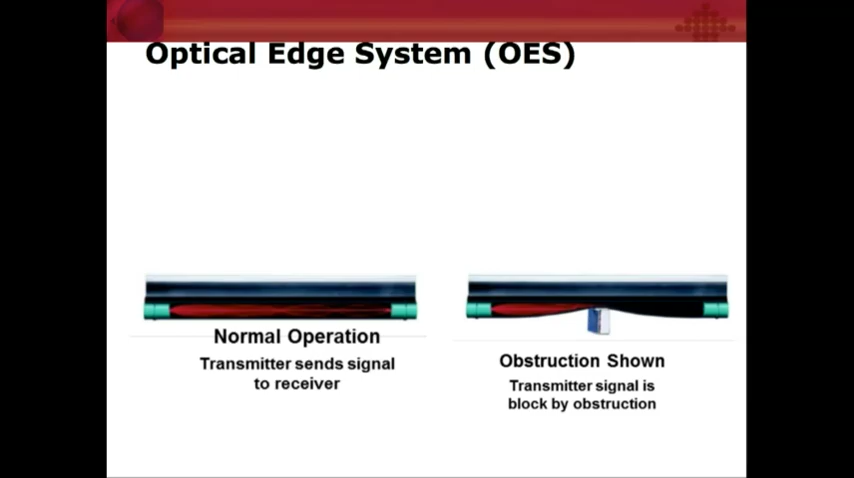 Optical Edge System (OES)
Normal Operation
Transmitter sends signal
to receiver
Obstruction Shown
Transmitter signal is
block by obstruction